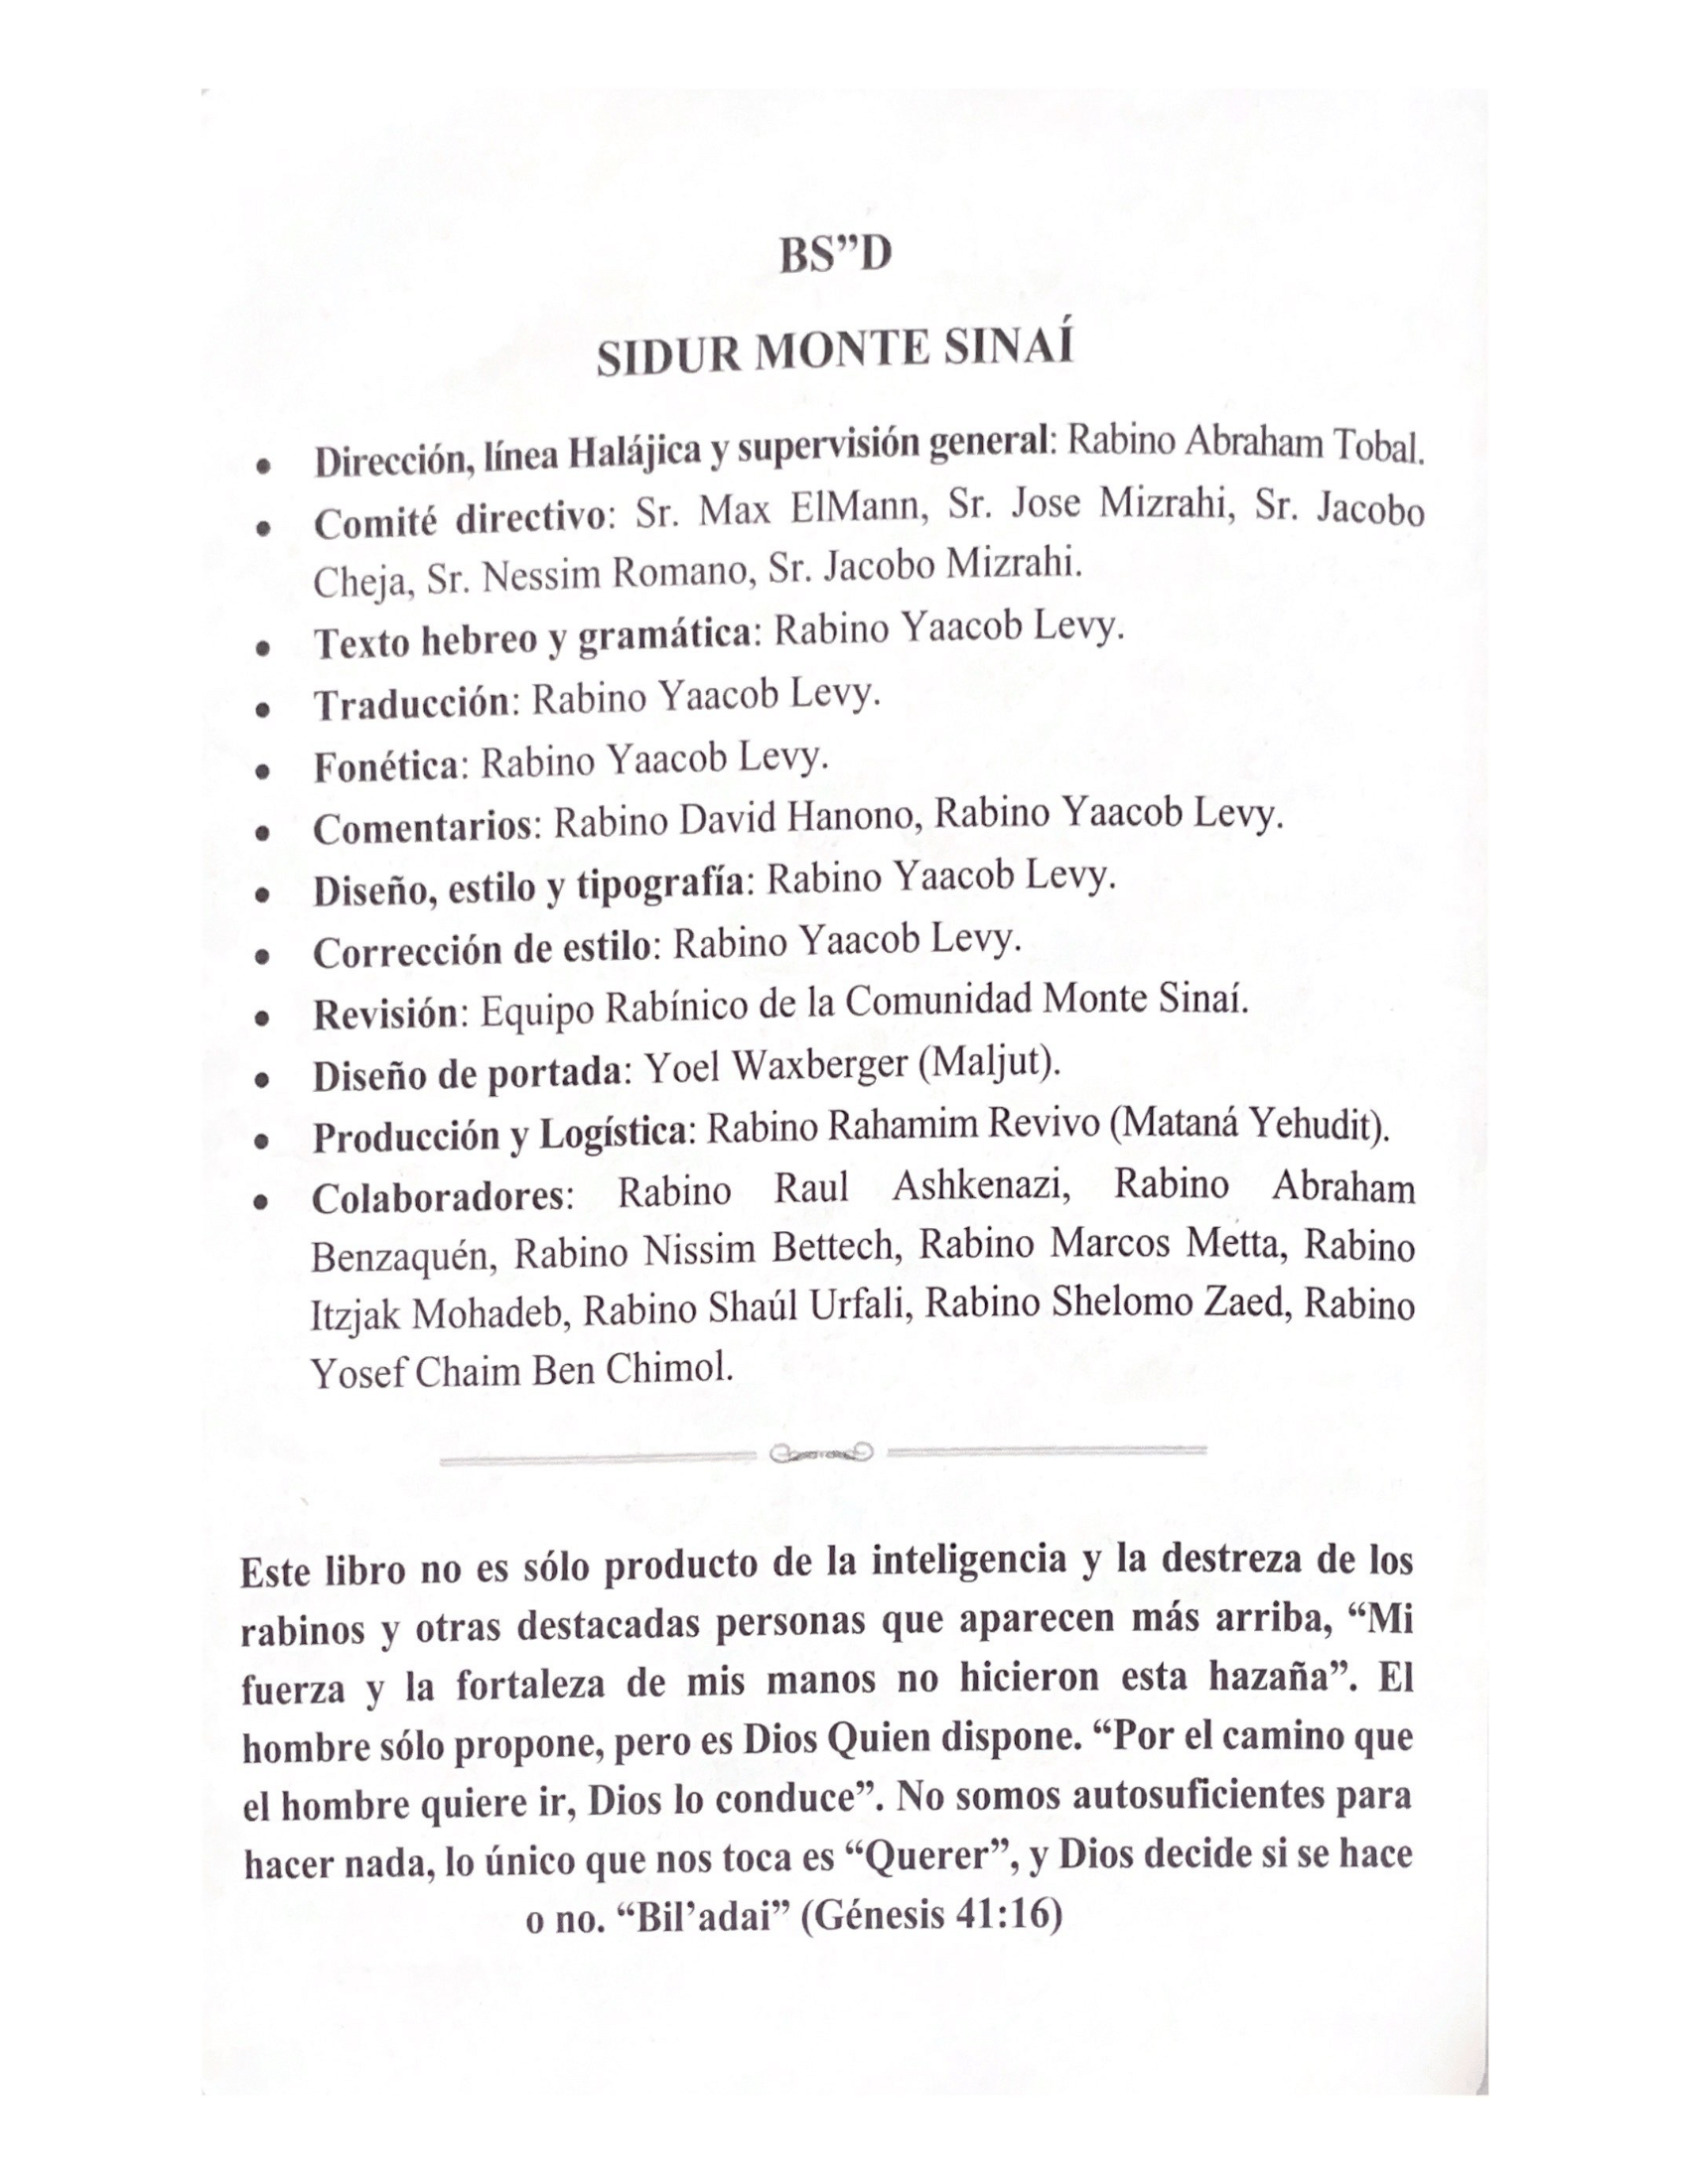 BS”D
SIDUR MONTE SINAÍ
• Dirección, línea Halájica y supervisión general: Rabino Abraham Tobal.
• Comité directivo: Sr. Max ElMann, Sr. Jose Mizrahi, Sr. Jacobo
Cheja, Sr. Nessim Romano, Sr. Jacobo Mizrahi.
• Texto hebreo y gramática: Rabino Yaacob Levy.
• Traducción: Rabino Yaacob Levy.
• Fonética: Rabino Yaacob Levy.
• Comentarios: Rabino David Hanono, Rabino Yaacob Levy.
• Diseño, estilo y tipografía: Rabino Yaacob Levy.
• Corrección de estilo: Rabino Yaacob Levy.
• Revisión: Equipo Rabínico de la Comunidad Monte Sinaí.
• Diseño de portada: Yoel Waxberger (Maljut).
• Producción y Logística: Rabino Rahamim Revivo (Mataná Yehudit).
• Colaboradores: Rabino Raul Ashkenazi, Rabino Abraham
Benzaquén, Rabino Nissim Bettech, Rabino Marcos Metta, Rabino
Itzjak Mohadeb, Rabino Shaúl Urfali, Rabino Shelomo Zaed, Rabino
Yosef Chaim Ben Chimol.
Este libro no es sólo producto de la inteligencia y la destreza de los
rabinos y otras destacadas personas que aparecen más arriba, “Mi
fuerza y la fortaleza de mis manos no hicieron esta hazaña”. El
hombre sólo propone, pero es Dios Quien dispone. “Por el camino que
el hombre quiere ir, Dios lo conduce”. No somos autosuficientes para
hacer nada, lo único que nos toca es “Querer”, y Dios decide si se hace
o no. “Bil’adai” (Génesis 41:16)